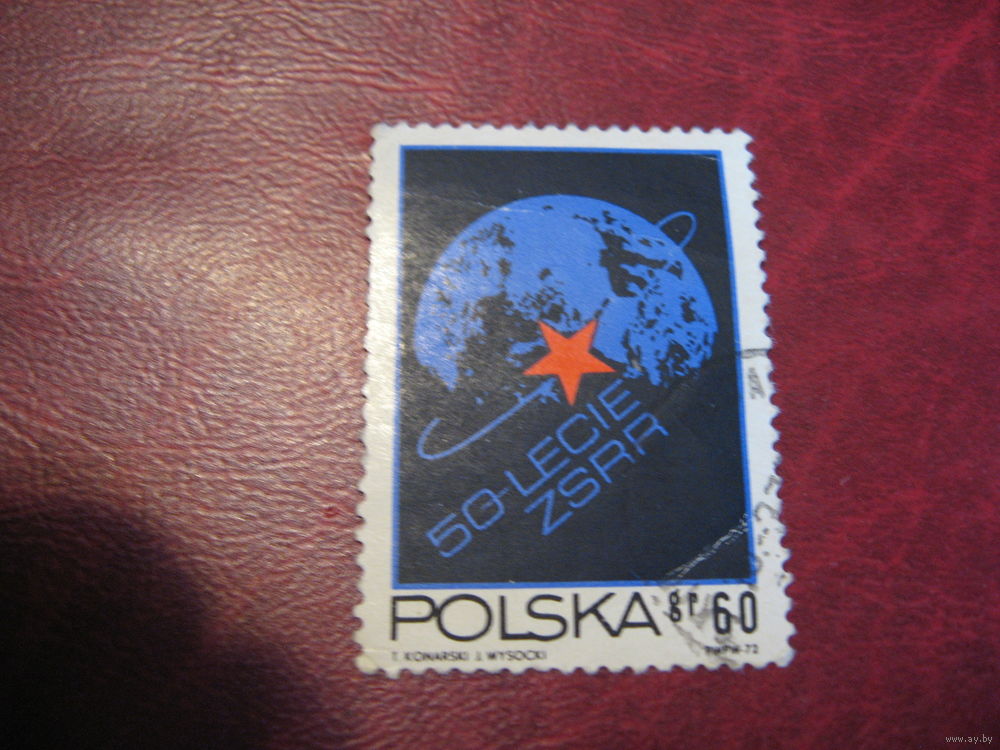 50-LECIE
ZSRR
POLSKA gr 60
T. KONARSKI J. WYSOCKI PWPW-72
www.ay.by